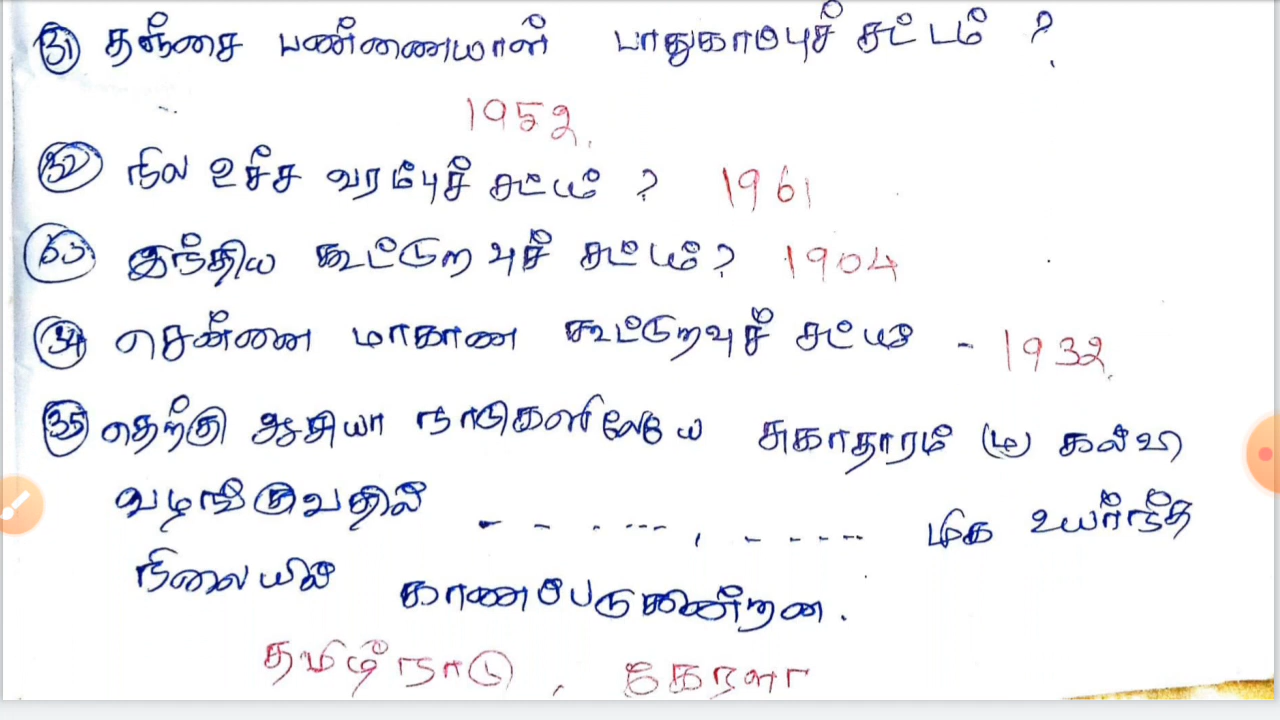 31 தஞ்சை பண்ணையாள் பாதுகாப்புச் சட்டம் ?
1952.
32 நில உச்ச வரம்புச் சட்டம் ? 1961
33 இந்திய கூட்டுறவுச் சட்டம்? 1904
34 சென்னை மாகாண கூட்டுறவுச் சட்டம் - 1932.
35 தெற்கு ஆசியா நாடுகளிலேயே சுகாதாரம் (ம) கல்வி
வழங்குவதில் - - - ---- , - - - - -- மிக உயர்ந்த
நிலையில் காணப்படுகின்றன.
தமிழ்நாடு , கேரளா